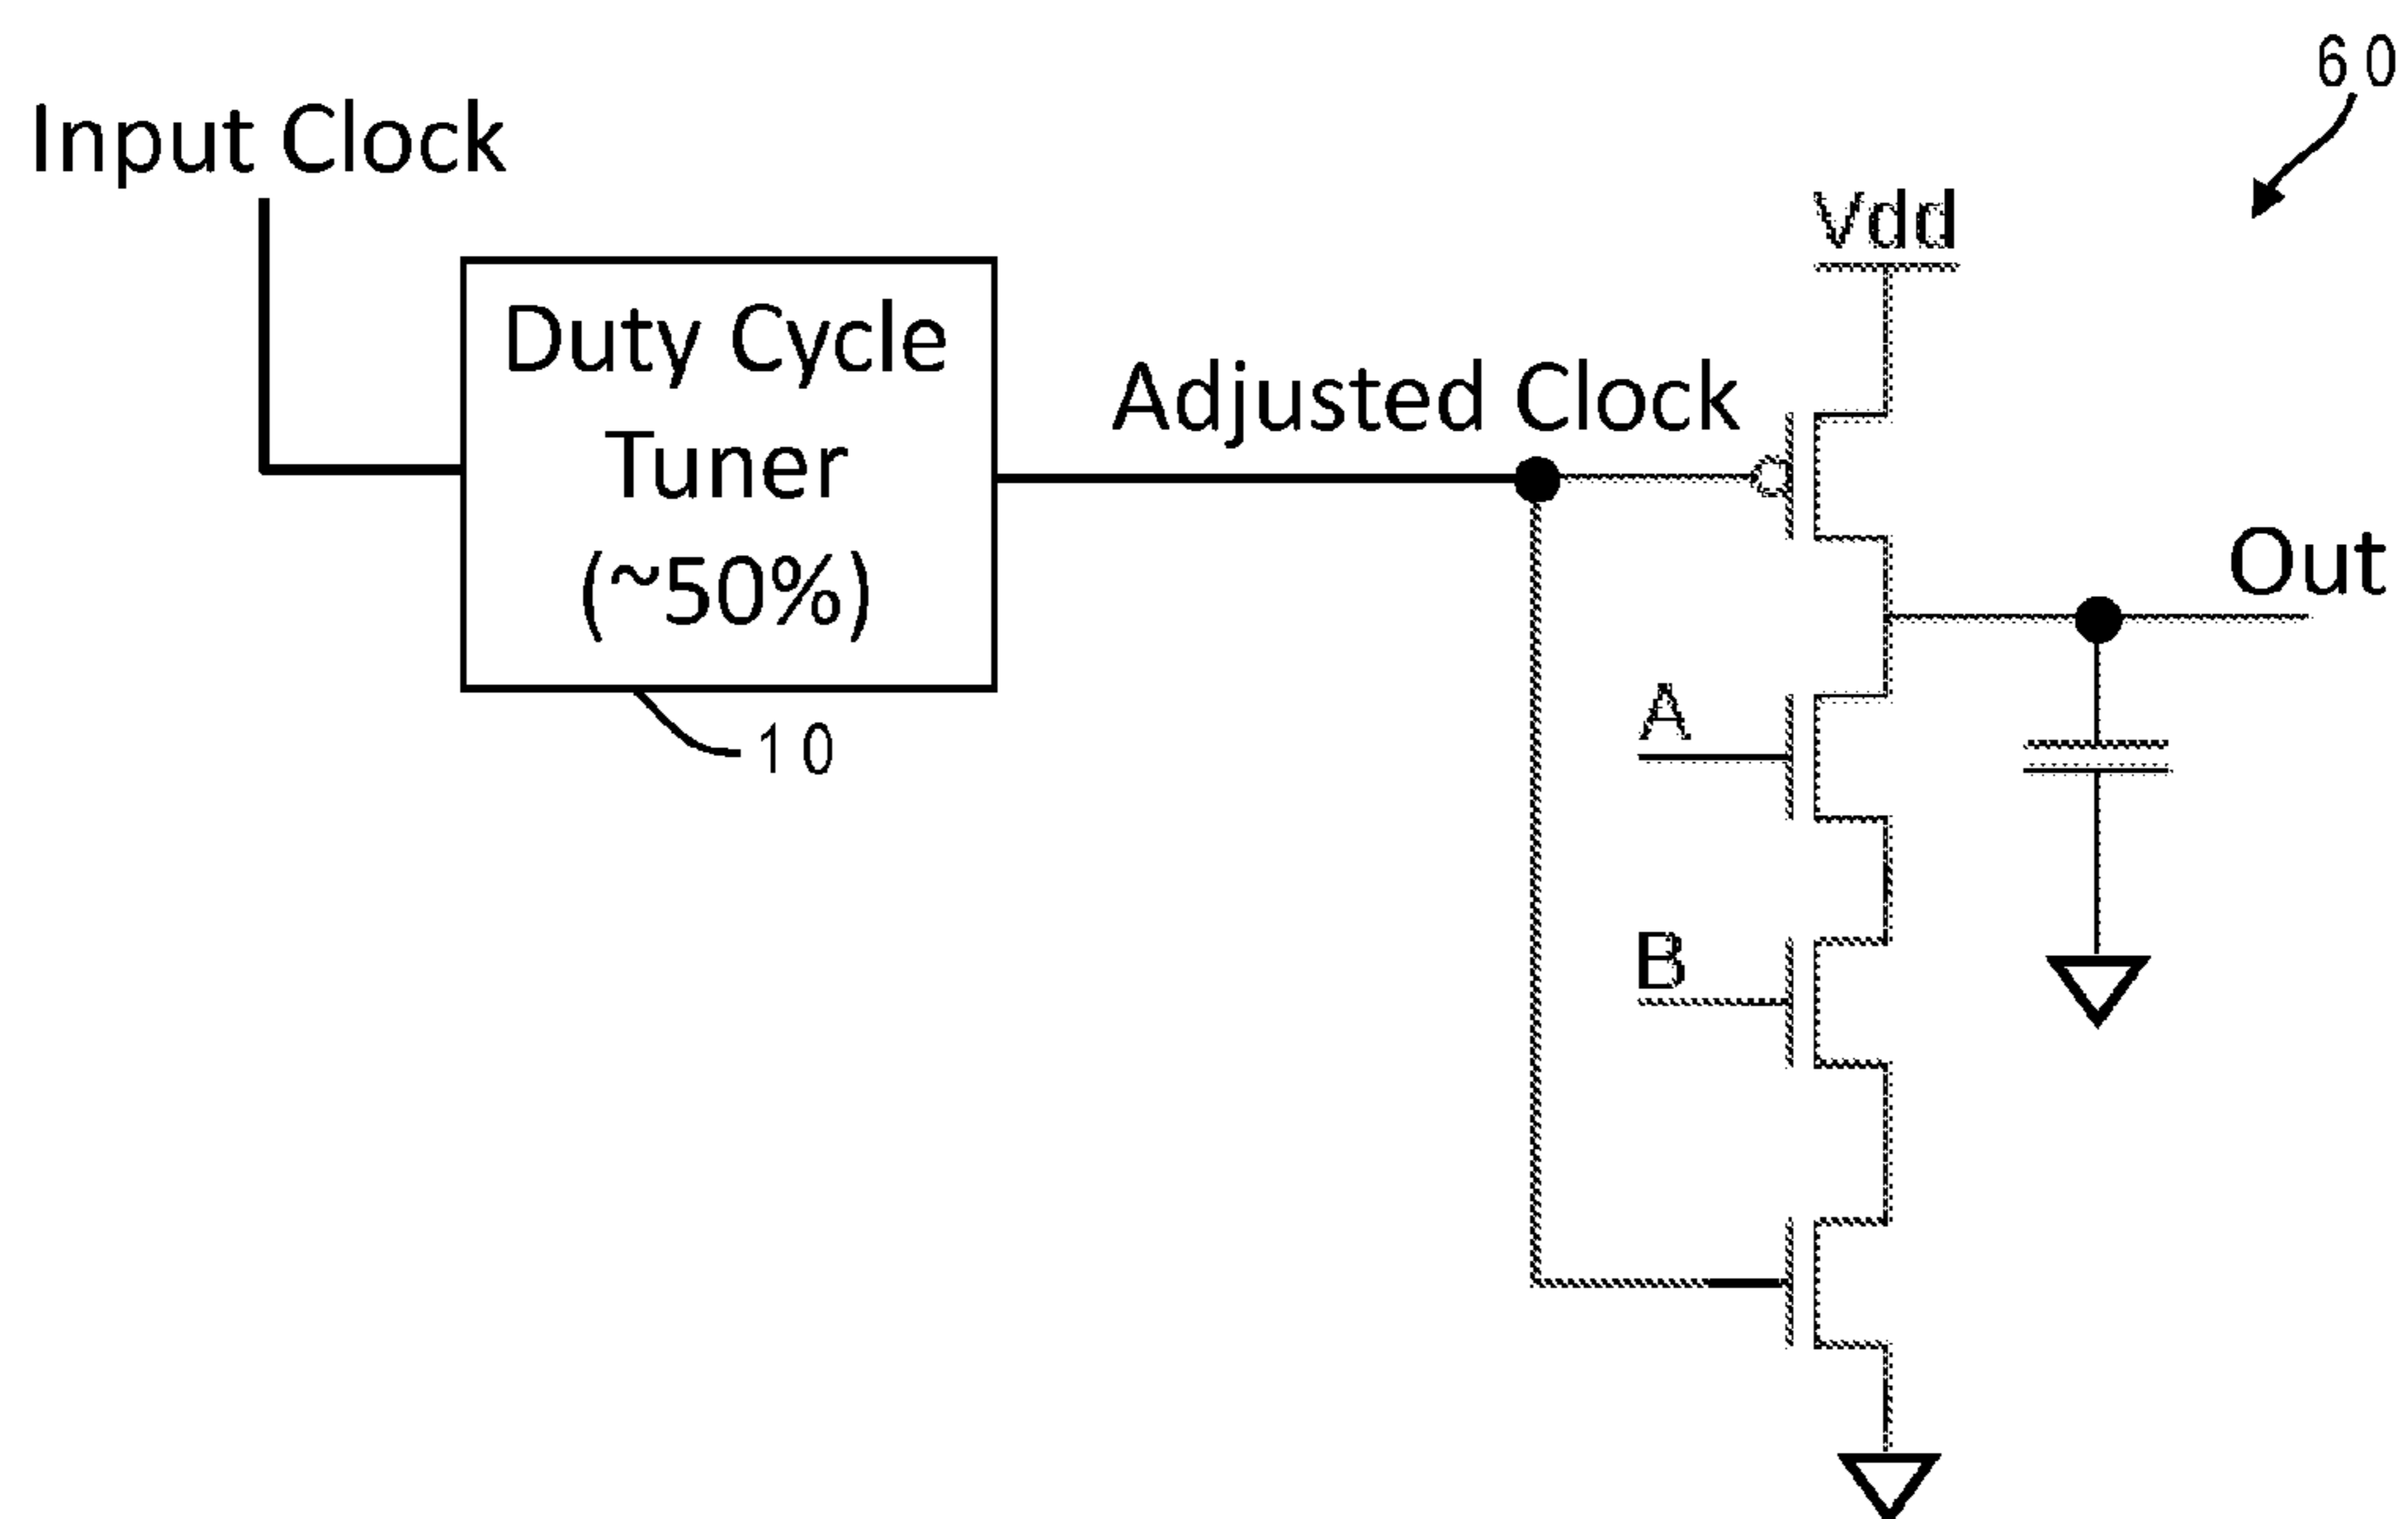 60
Input Clock
Vdd
Duty Cycle
Tuner
(~50%)
Adjusted Clock
Out
A
10
B